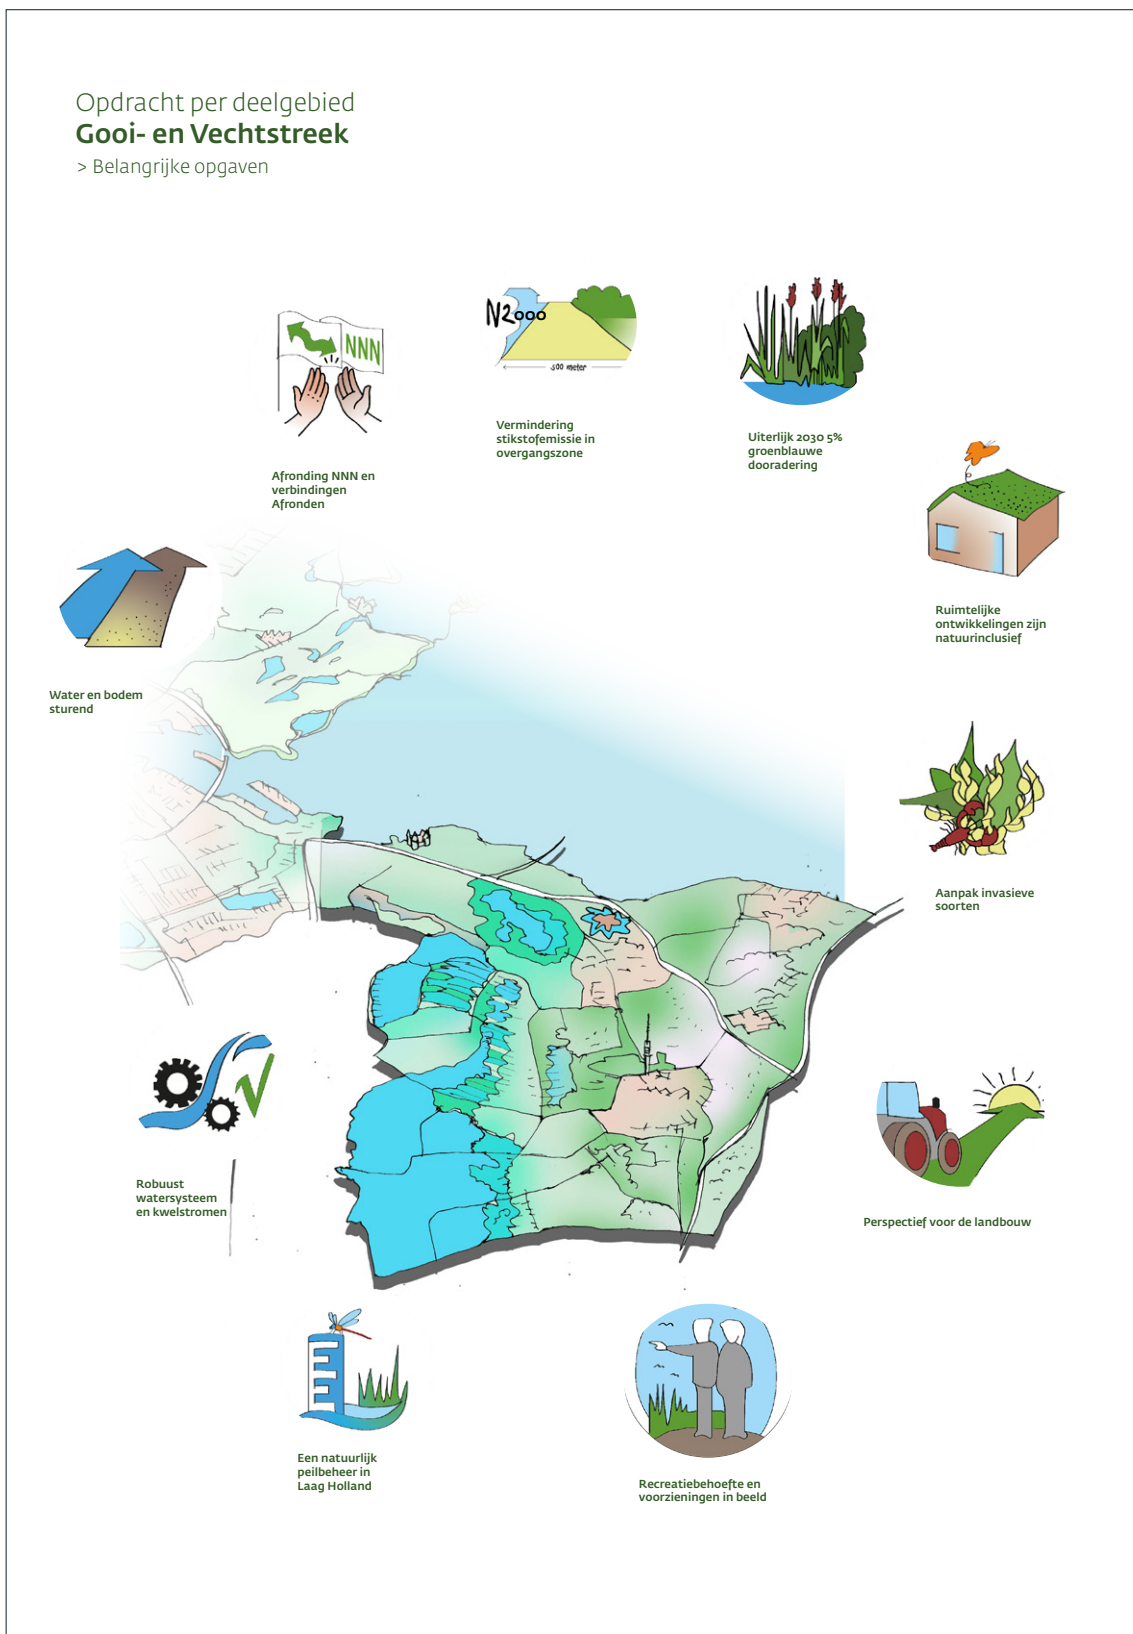 Opdracht per deelgebied
Gooi- en Vechtstreek
> Belangrijke opgaven
NNN
Afronding NNN en
verbindingen
Afronden
N2000
300 meter
Vermindering
stikstofemissie in
overgangszone
Uiterlijk 2030 5%
groenblauwe
dooradering
Ruimtelijke
ontwikkelingen zijn
natuurinclusief
Water en bodem
sturend
Aanpak invasieve
soorten
Robuust
watersysteem
en kwelstromen
Perspectief voor de landbouw
Een natuurlijk
peilbeheer in
Laag Holland
Recreatiebehoefte en
voorzieningen in beeld